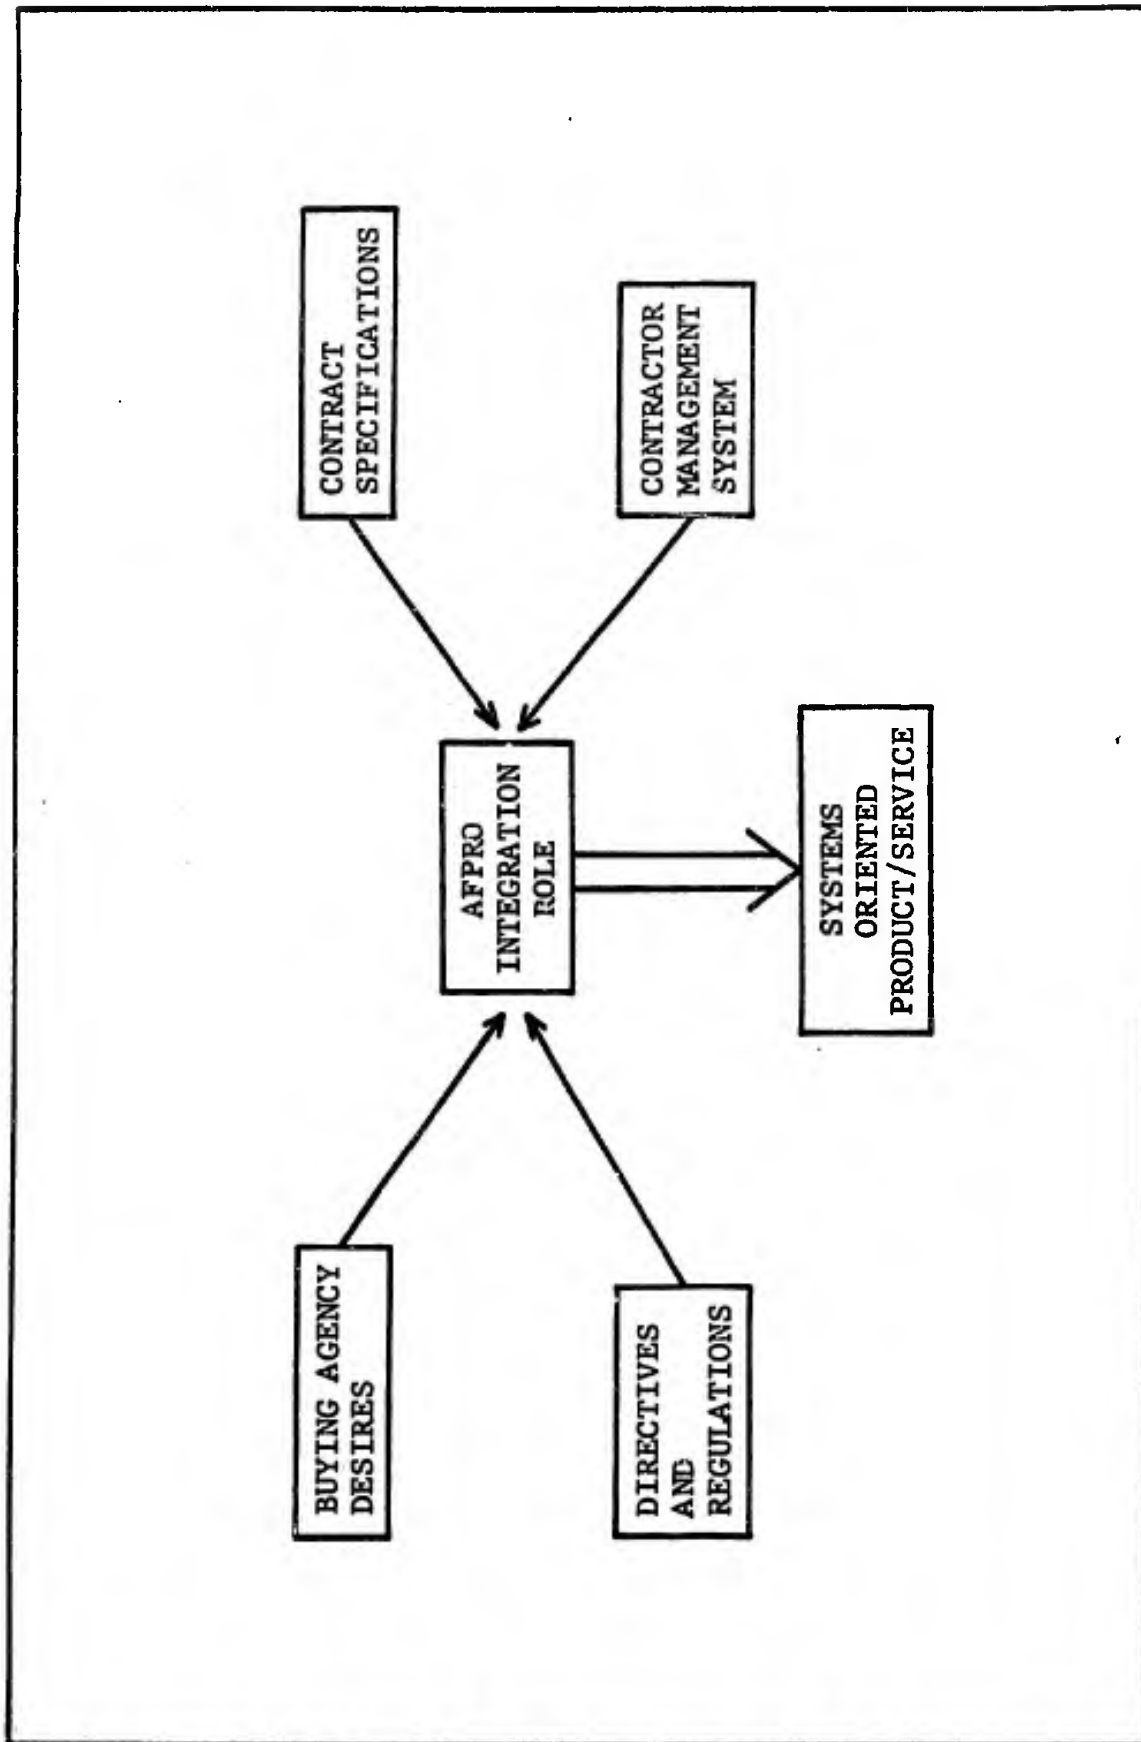 BUYING AGENCY
DESIRES
CONTRACT
SPECIFICATIONS
AFPRO
INTEGRATION
ROLE
DIRECTIVES
AND
REGULATIONS
CONTRACTOR
MANAGEMENT
SYSTEM
SYSTEMS
ORIENTED
PRODUCT/SERVICE